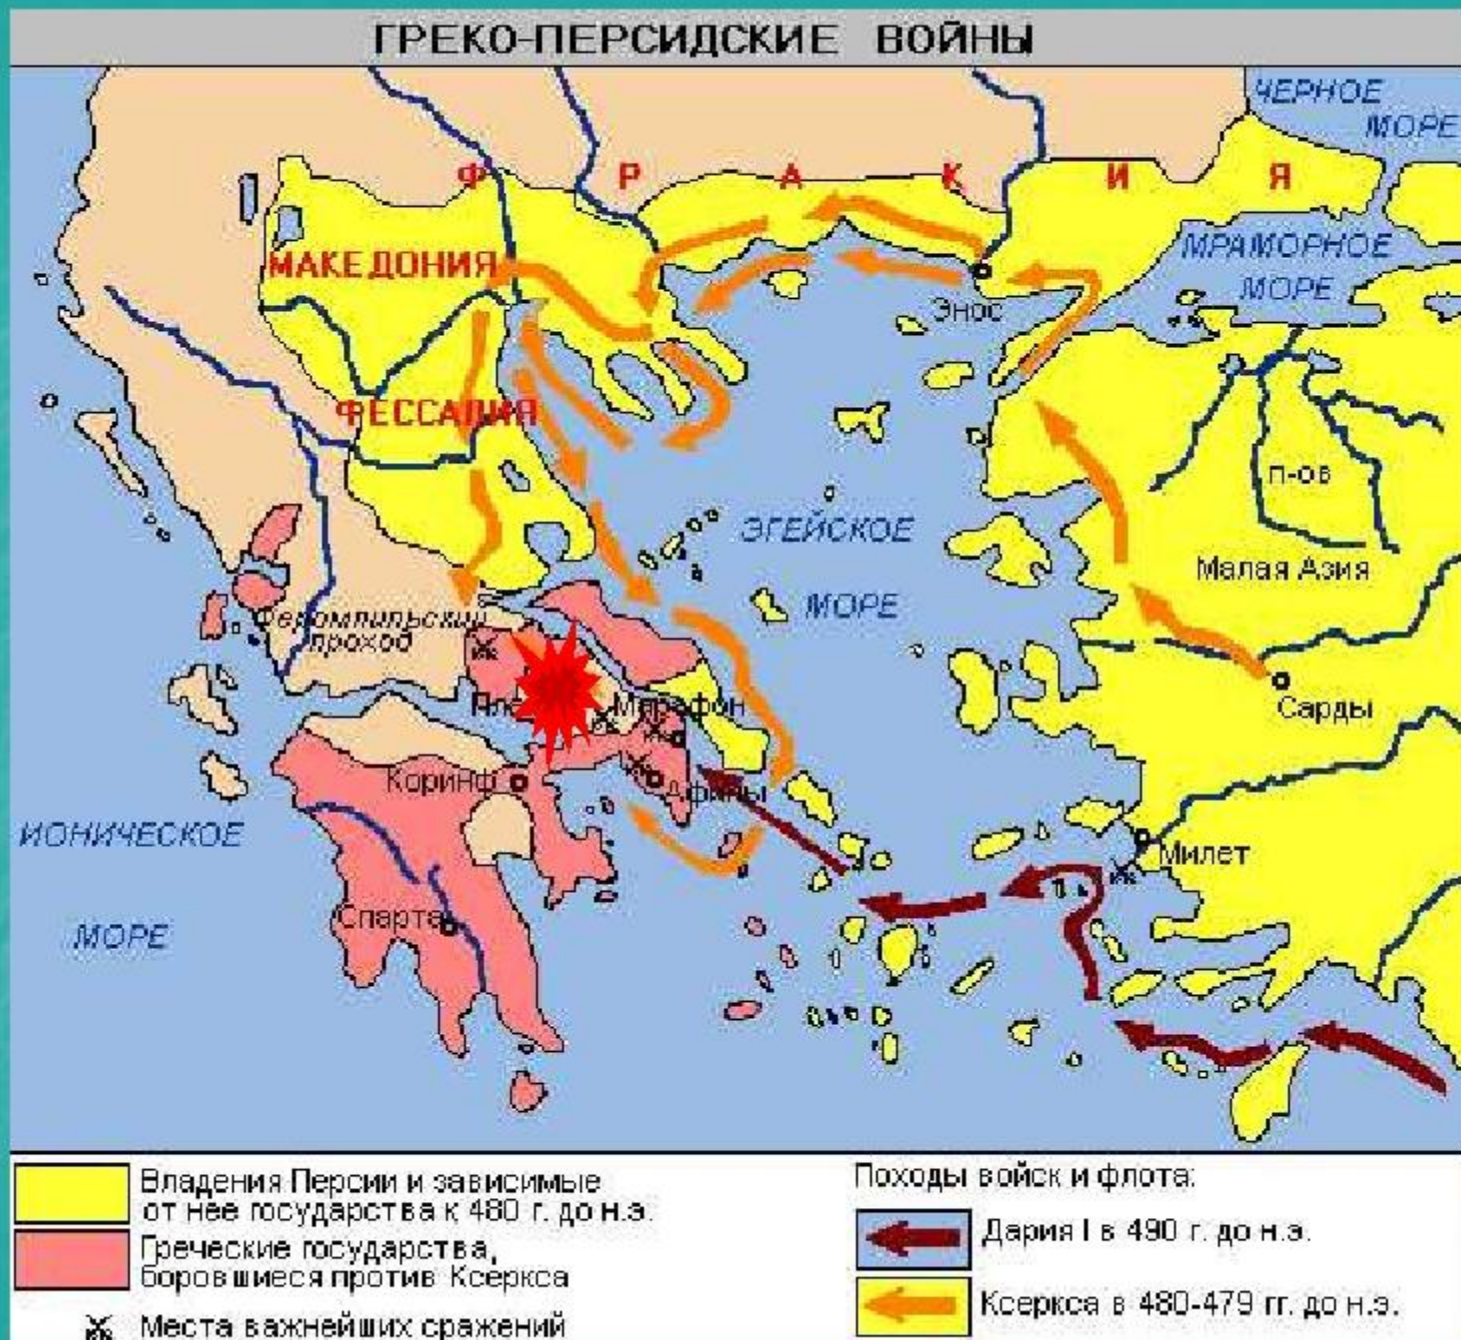 ГРЕКО-ПЕРСИДСКИЕ ВОЙНЫ
ЧЕРНОЕ
МОРЕ
Ф Р А К И Я
МРАМОРНОЕ
МОРЕ
МАКЕДОНИЯ
Энос
ФЕССАЛИЯ
п-ов
Малая Азия
ЭГЕЙСКОЕ
МОРЕ
проход
Сарды
Марафон
Коринф
Афины
ИОНИЧЕСКОЕ
МОРЕ
Милет
Спарта
Владения Персии и зависимые
от нее государства к 480 г. до н.э.
Греческие государства,
боровшиеся против Ксеркса
Места важнейших сражений
Походы войск и флота:
Дария I в 490 г. до н.э.
Ксеркса в 480-479 гг. до н.э.